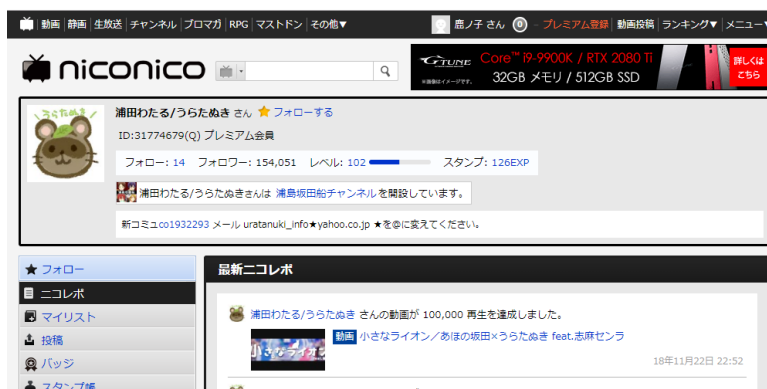 動画 静画 生放送 チャンネル ブロマガ RPG マストドン その他▼ 鹿ノ子 さん 0 プレミアム登録 動画投稿 ランキング▼ メニュー▼
niconico
G TUNE Core™ i9-9900K / RTX 2080 Ti
32GB メモリ / 512GB SSD
※画像はイメージです。
詳しくは
こちら
うらたぬき
浦田わたる/うらたぬき さん ★ フォローする
ID:31774679(Q) プレミアム会員
フォロー: 14 フォロワー: 154,051 レベル: 102 スタンプ: 126EXP
浦田わたる/うらたぬきさんは 浦島坂田船チャンネル を開設しています。
新コミュco1932293 メール uratanuki_info★yahoo.co.jp ★を@に変えてください。
★ フォロー
ニコレポ
マイリスト
投稿
バッジ
スタンプ帳
最新ニコレポ
浦田わたる/うらたぬき さんの動画が 100,000 再生を達成しました。
小さなライオン
動画 小さなライオン／あほの坂田×うらたぬき feat.志麻センラ
18年11月22日 22:52